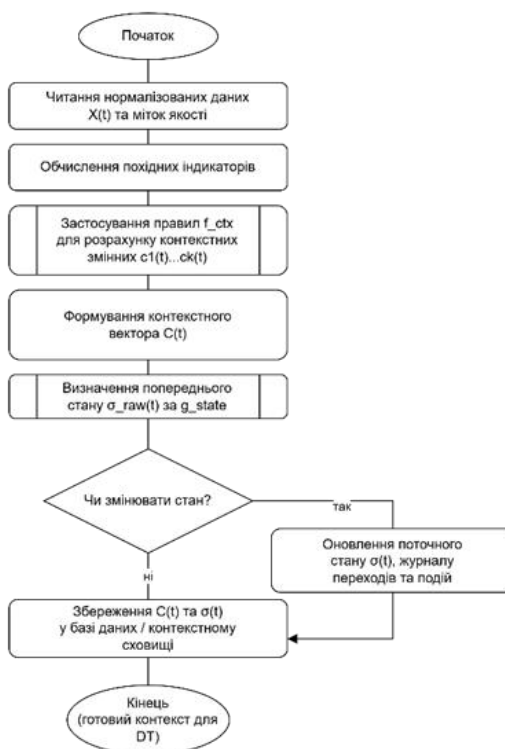 Початок
Читання нормалізованих даних
X(t) та міток якості
Обчислення похідних індикаторів
Застосування правил f_ctx
для розрахунку контекстних
змінних c1(t)...ck(t)
Формування контекстного
вектора C(t)
Визначення попереднього
стану σ_raw(t) за g_state
Чи змінювати стан?
так
Оновлення поточного
стану σ(t), журналу
переходів та подій
ні
Збереження C(t) та σ(t)
у базі даних / контекстному
сховищі
Кінець
(готовий контекст для
DT)